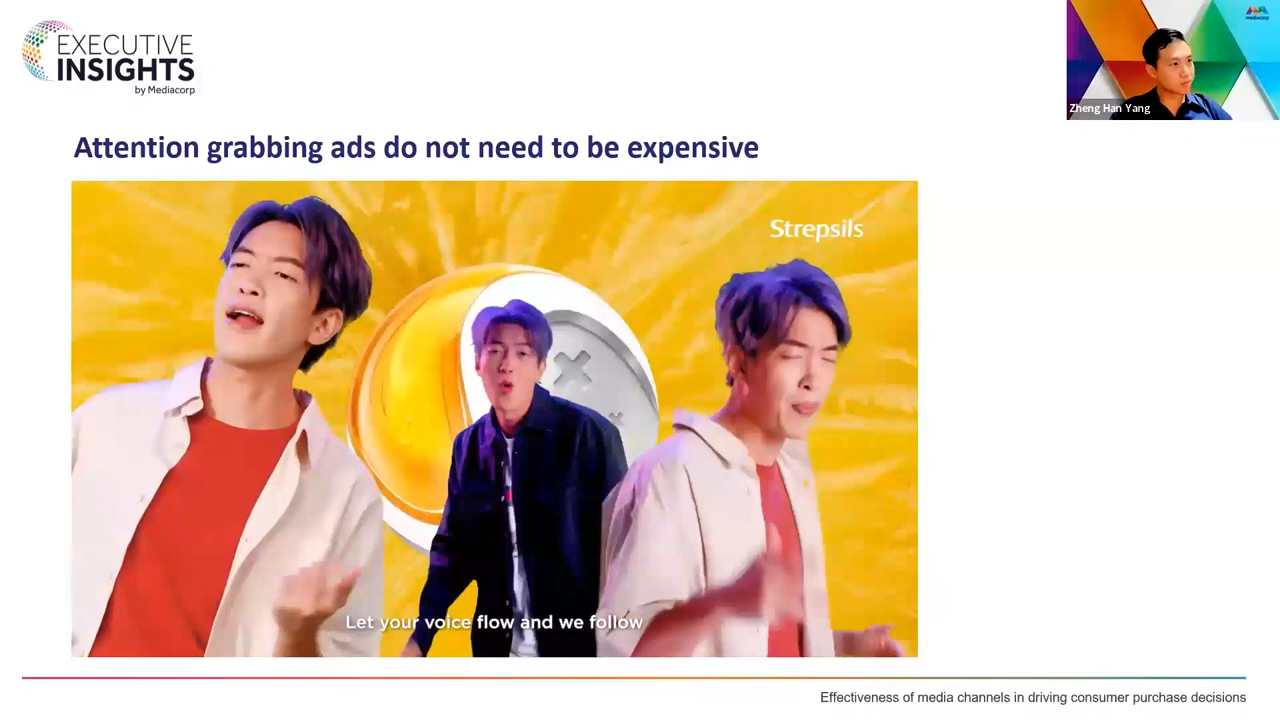 EXECUTIVE
INSIGHTS
by Mediacorp
mediacorp
Zheng Han Yang
Attention grabbing ads do not need to be expensive
Strepsils
Let your voice flow and we follow
Effectiveness of media channels in driving consumer purchase decisions